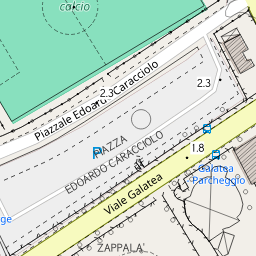 calcio
2.3
Piazzale Edoardo Caracciolo
2.3
1.8
PIAZZA
EDOARDO CARACCIOLO
P
Galatea
Parcheggio
Viale Galatea
ZAPPALA'